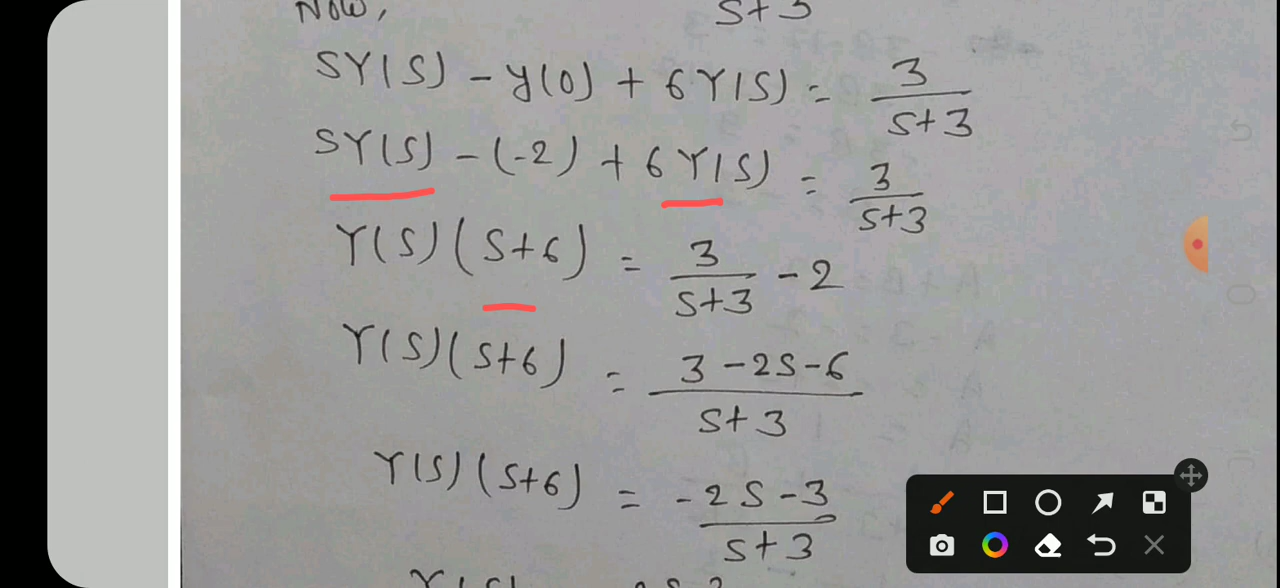 Now,
S+3
SY(S) - y(0) + 6Y(S) = 3/(S+3)
SY(S) - (-2) + 6Y(S) = 3/(S+3)
Y(S)(S+6) = 3/(S+3) - 2
Y(S)(S+6) = (3-2S-6)/(S+3)
Y(S)(S+6) = (-2S-3)/(S+3)